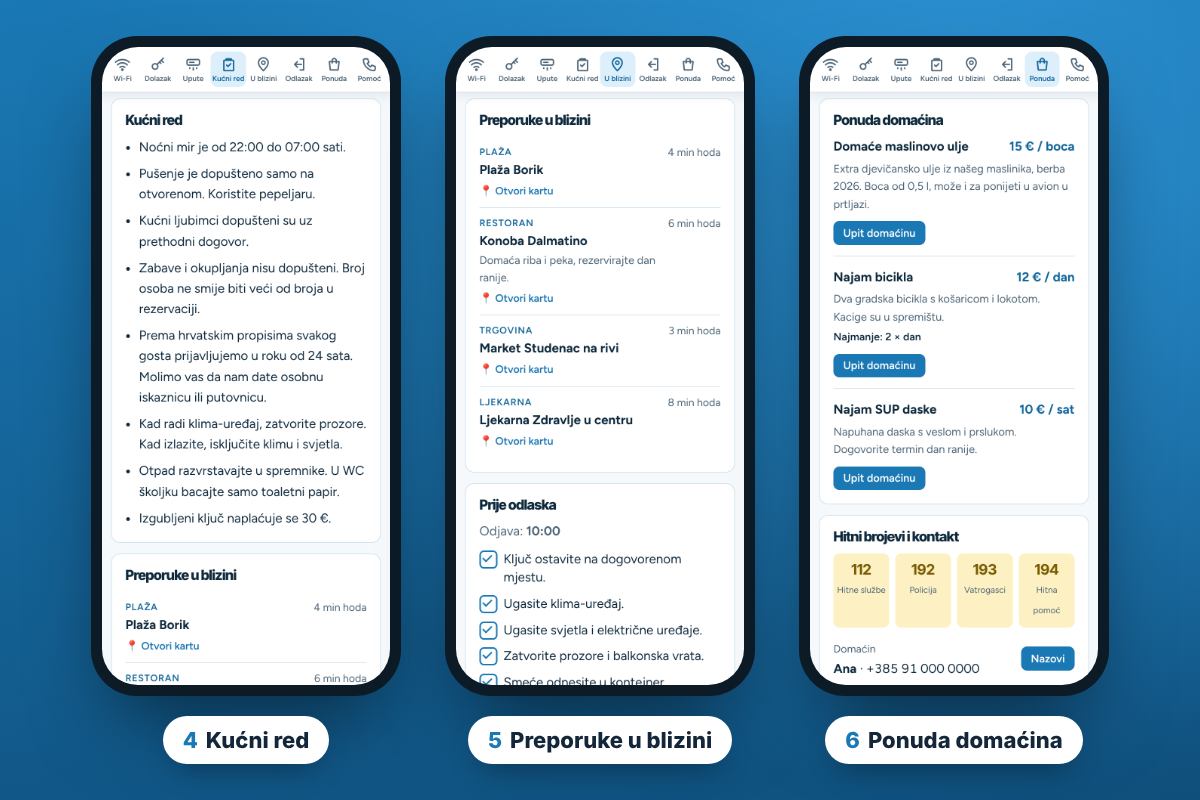 Wi-Fi Dolazak Upute Kućni red U blizini Odlazak Ponuda Pomoć
Kućni red
• Noćni mir je od 22:00 do 07:00 sati.
• Pušenje je dopušteno samo na
otvorenom. Koristite pepeljaru.
• Kućni ljubimci dopušteni su uz
prethodni dogovor.
• Zabave i okupljanja nisu dopušteni. Broj
osoba ne smije biti veći od broja u
rezervaciji.
• Prema hrvatskim propisima svakog
gosta prijavljujemo u roku od 24 sata.
Molimo vas da nam date osobnu
iskaznicu ili putovnicu.
• Kad radi klima-uređaj, zatvorite prozore.
Kad izlazite, isključite klimu i svjetla.
• Otpad razvrstavajte u spremnike. U WC
školjku bacajte samo toaletni papir.
• Izgubljeni ključ naplaćuje se 30 €.
Preporuke u blizini
PLAŽA 4 min hoda
Plaža Borik
📍 Otvori kartu
RESTORAN 6 min hoda
4 Kućni red
Wi-Fi Dolazak Upute Kućni red U blizini Odlazak Ponuda Pomoć
Preporuke u blizini
PLAŽA 4 min hoda
Plaža Borik
📍 Otvori kartu
RESTORAN 6 min hoda
Konoba Dalmatino
Domaća riba i peka, rezervirajte dan
ranije.
📍 Otvori kartu
TRGOVINA 3 min hoda
Market Studenac na rivi
📍 Otvori kartu
LJEKARNA 8 min hoda
Ljekarna Zdravlje u centru
📍 Otvori kartu
Prije odlaska
Odjava: 10:00
Ključ ostavite na dogovorenom
mjestu.
Ugasite klima-uređaj.
Ugasite svjetla i električne uređaje.
Zatvorite prozore i balkonska vrata.
Smeće odnesite u kontejner
5 Preporuke u blizini
Wi-Fi Dolazak Upute Kućni red U blizini Odlazak Ponuda Pomoć
Ponuda domaćina
Domaće maslinovo ulje 15 € / boca
Extra djevičansko ulje iz našeg maslinika, berba
2026. Boca od 0,5 l, može i za ponijeti u avion u
prtljazi.
Upit domaćinu
Najam bicikla 12 € / dan
Dva gradska bicikla s košaricom i lokotom.
Kacige su u spremištu.
Najmanje: 2 × dan
Upit domaćinu
Najam SUP daske 10 € / sat
Napuhana daska s veslom i prslukom.
Dogovorite termin dan ranije.
Upit domaćinu
Hitni brojevi i kontakt
112 192 193 194
Hitne službe Policija Vatrogasci Hitna
pomoć
Domaćin
Ana · +385 91 000 0000
Nazovi
6 Ponuda domaćina